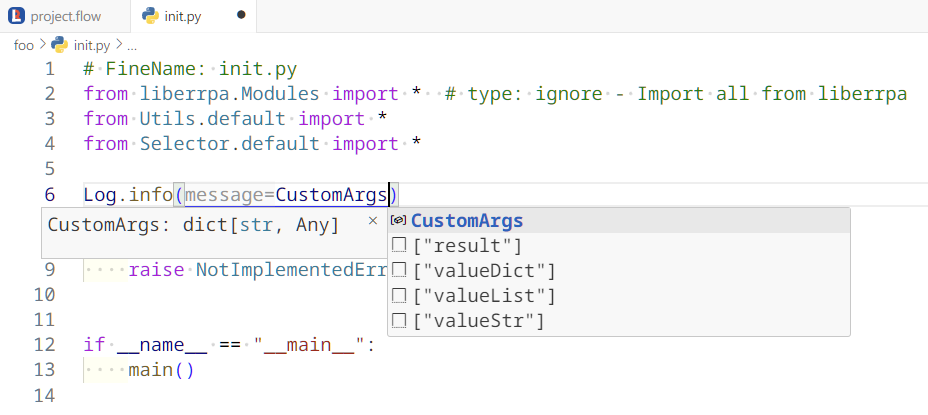 project.flow
init.py
foo > init.py > ...
1 # FineName: init.py
2 from liberrpa.Modules import *  # type: ignore - Import all from liberrpa
3 from Utils.default import *
4 from Selector.default import *
5
6 Log.info(message=CustomArgs)
CustomArgs: dict[str, Any] ×
CustomArgs
["result"]
["valueDict"]
["valueList"]
["valueStr"]
9 raise NotImplementedErr
10
11
12 if __name__ == "__main__":
13 main()
14